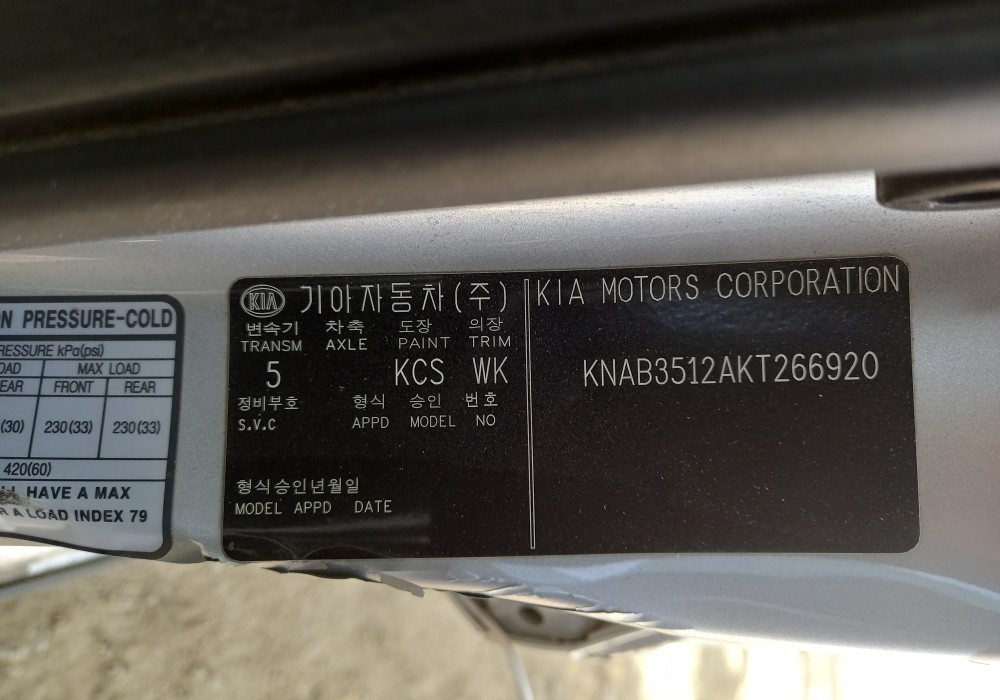 ON PRESSURE-COLD
PRESSURE kPa(psi)
MAX LOAD
FRONT REAR
(30) 230(33) 230(33)
420(60)
HAVE A MAX
A LOAD INDEX 79
KIA 기아자동차(주)
변속기 차축 도장 의장
TRANSM AXLE PAINT TRIM
5 KCS WK
정비부호 형식 승인 번호
S.V.C APPD MODEL NO
형식승인년월일
MODEL APPD DATE
KIA MOTORS CORPORATION
KNAB3512AKT266920